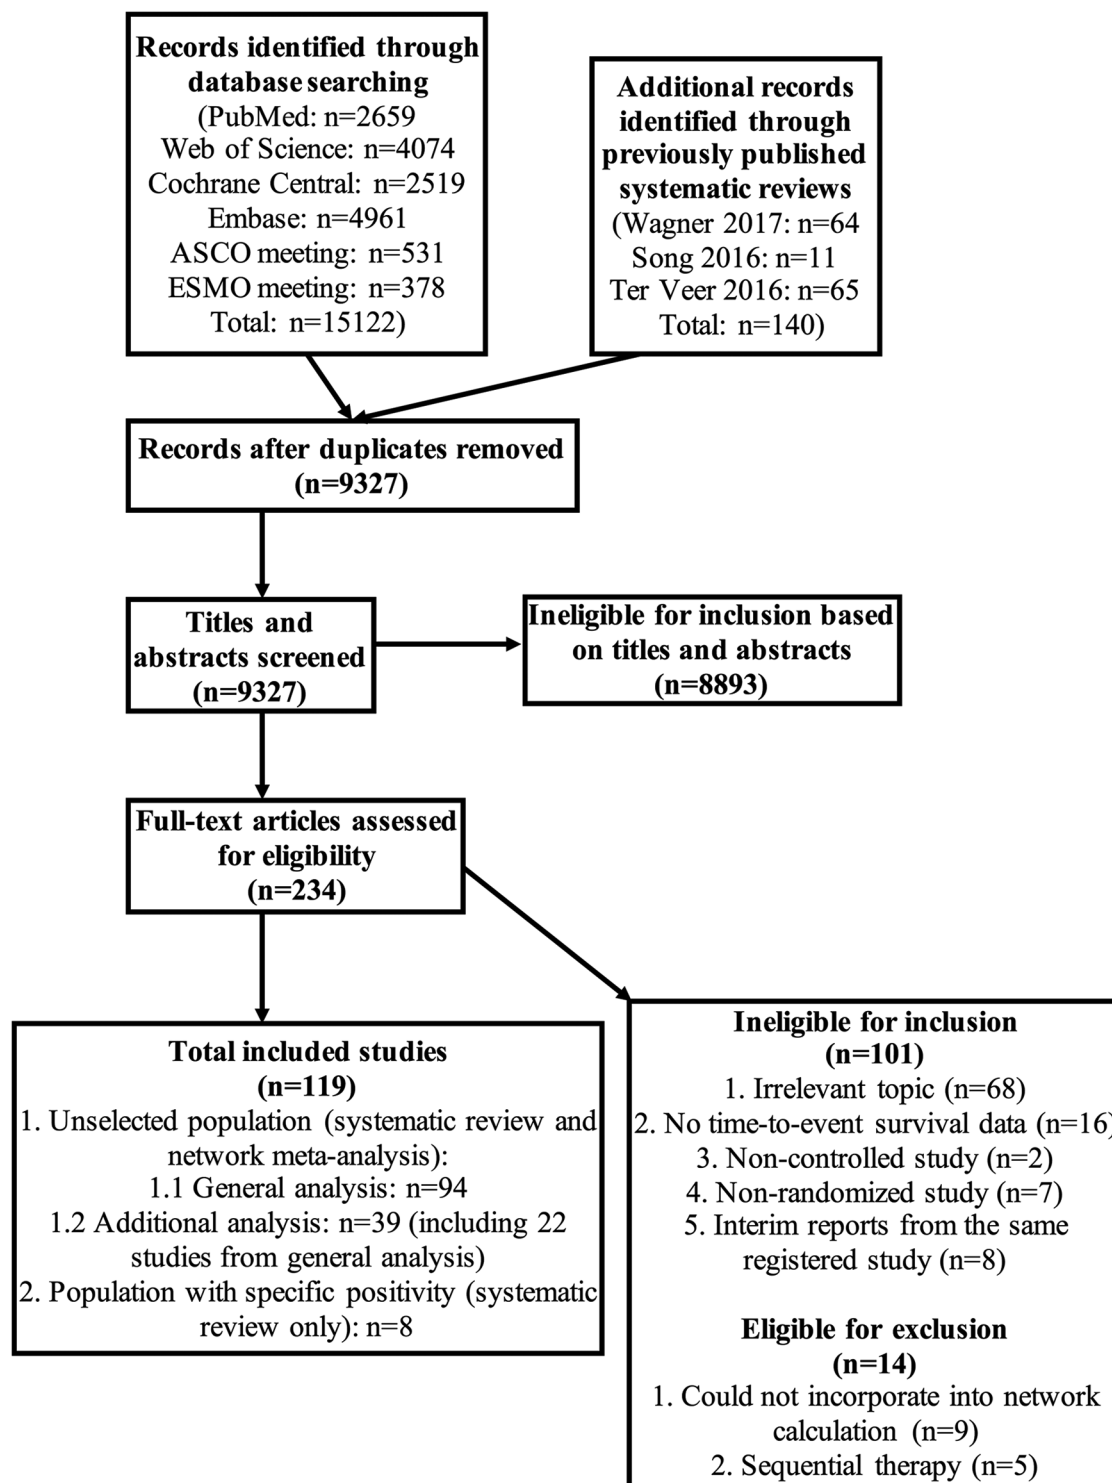 Records identified through
database searching
(PubMed: n=2659
Web of Science: n=4074
Cochrane Central: n=2519
Embase: n=4961
ASCO meeting: n=531
ESMO meeting: n=378
Total: n=15122)
Additional records
identified through
previously published
systematic reviews
(Wagner 2017: n=64
Song 2016: n=11
Ter Veer 2016: n=65
Total: n=140)
Records after duplicates removed
(n=9327)
Titles and
abstracts screened
(n=9327)
Ineligible for inclusion based
on titles and abstracts
(n=8893)
Full-text articles assessed
for eligibility
(n=234)
Total included studies
(n=119)
1. Unselected population (systematic review and
network meta-analysis):
1.1 General analysis: n=94
1.2 Additional analysis: n=39 (including 22
studies from general analysis)
2. Population with specific positivity (systematic
review only): n=8
Ineligible for inclusion
(n=101)
1. Irrelevant topic (n=68)
2. No time-to-event survival data (n=16)
3. Non-controlled study (n=2)
4. Non-randomized study (n=7)
5. Interim reports from the same
registered study (n=8)
Eligible for exclusion
(n=14)
1. Could not incorporate into network
calculation (n=9)
2. Sequential therapy (n=5)